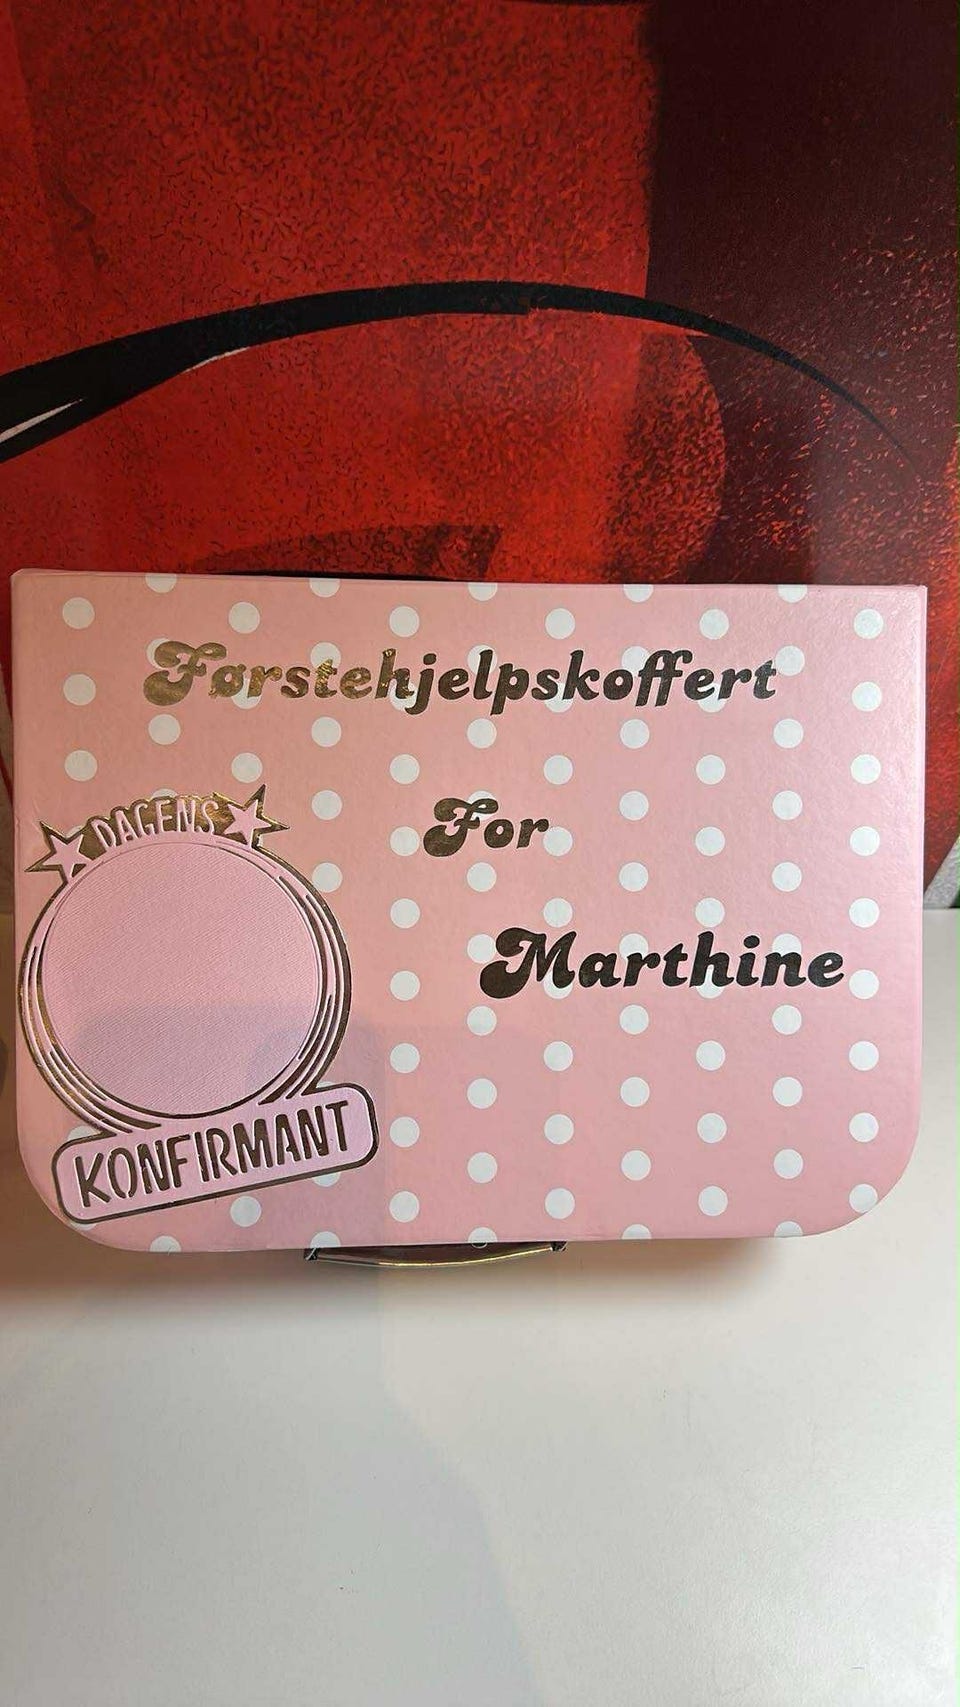 Førstehjelpskoffert
For
Marthine
DAGENS
KONFIRMANT